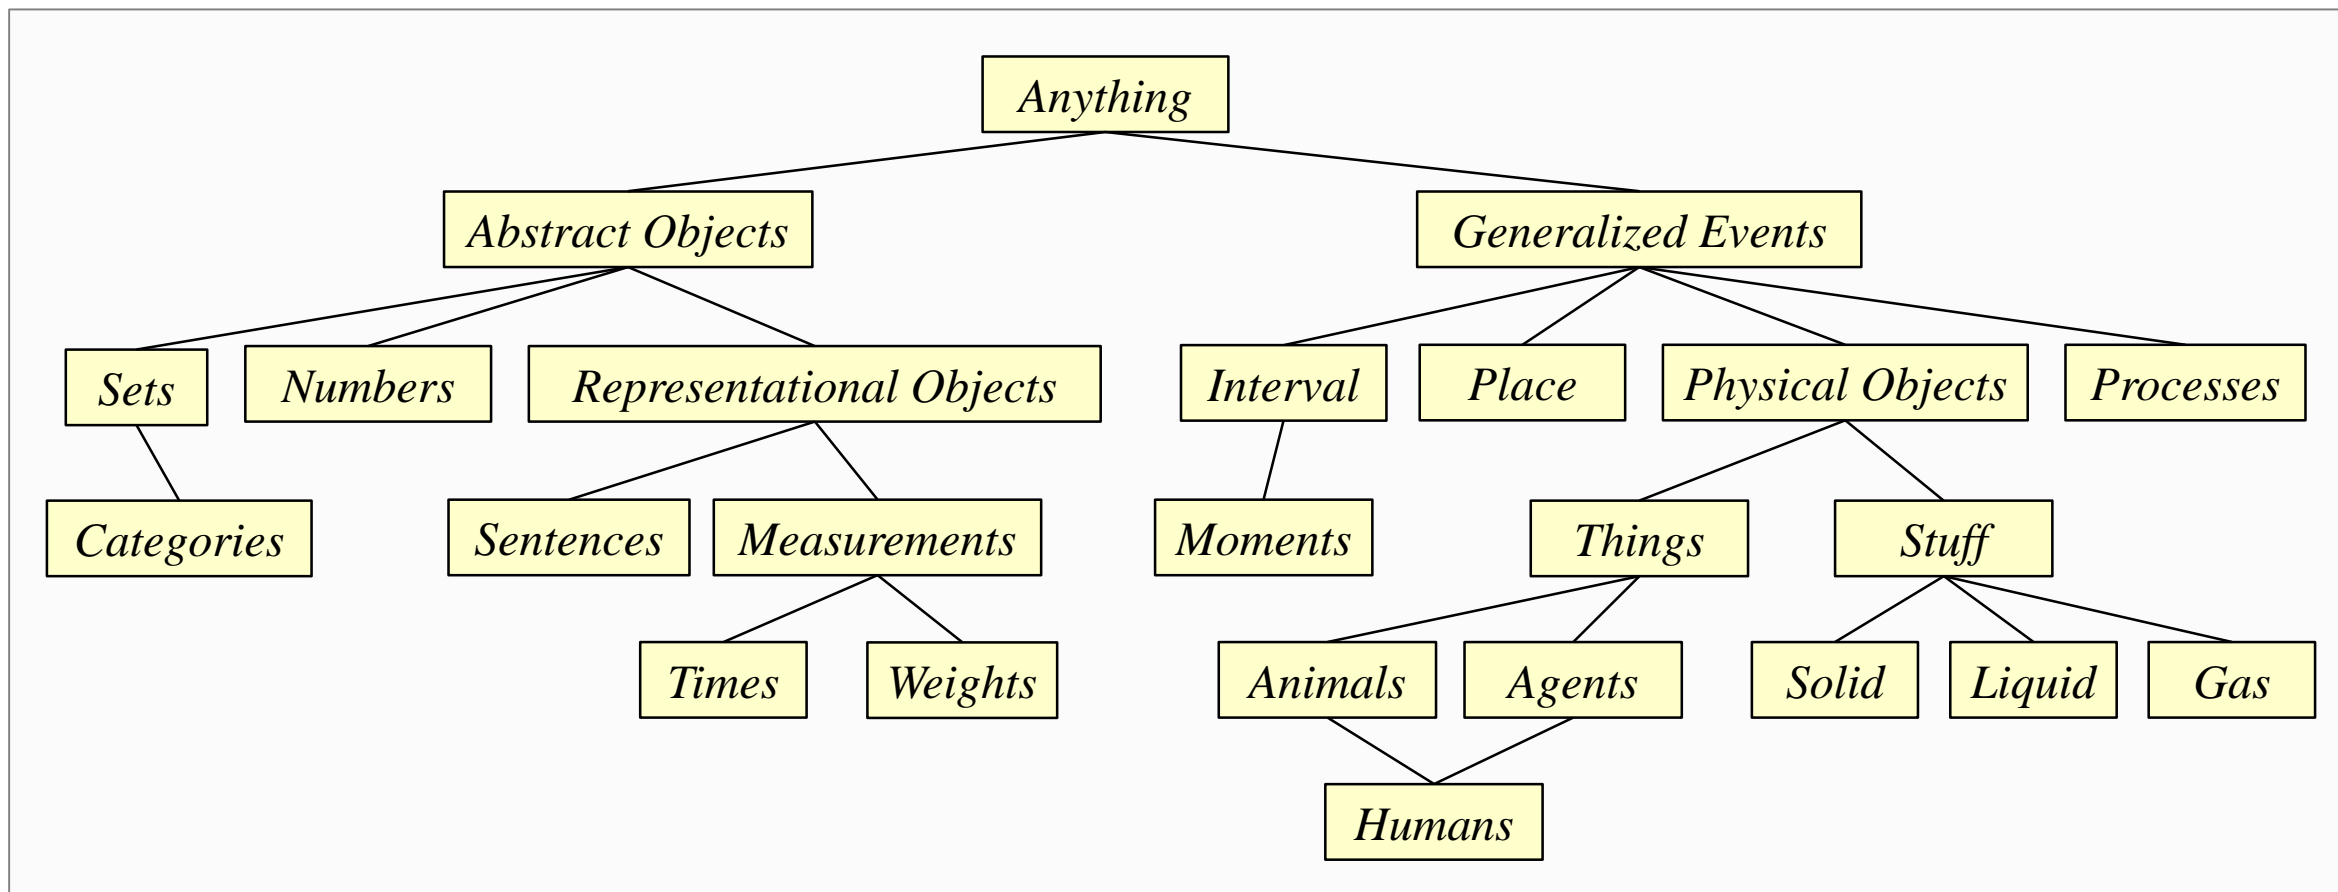 Anything
Abstract Objects
Generalized Events
Sets
Numbers
Representational Objects
Interval
Place
Physical Objects
Processes
Categories
Sentences
Measurements
Moments
Things
Stuff
Times
Weights
Animals
Agents
Solid
Liquid
Gas
Humans